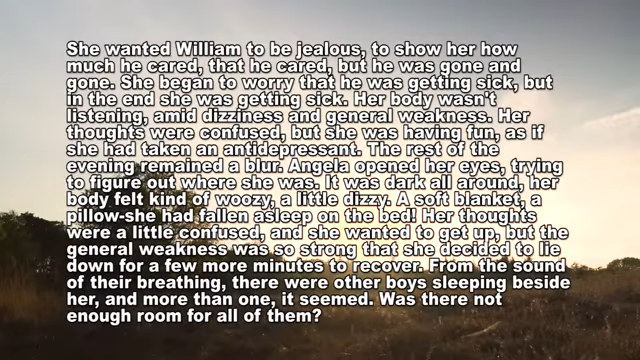 She wanted William to be jealous, to show her how
much he cared, that he cared, but he was gone and
gone. She began to worry that he was getting sick, but
in the end she was getting sick. Her body wasn't
listening, amid dizziness and general weakness. Her
thoughts were confused, but she was having fun, as if
she had taken an antidepressant. The rest of the
evening remained a blur. Angela opened her eyes, trying
to figure out where she was. It was dark all around, her
body felt kind of woozy, a little dizzy. A soft blanket, a
pillow-she had fallen asleep on the bed! Her thoughts
were a little confused, and she wanted to get up, but the
general weakness was so strong that she decided to lie
down for a few more minutes to recover. From the sound
of their breathing, there were other boys sleeping beside
her, and more than one, it seemed. Was there not
enough room for all of them?